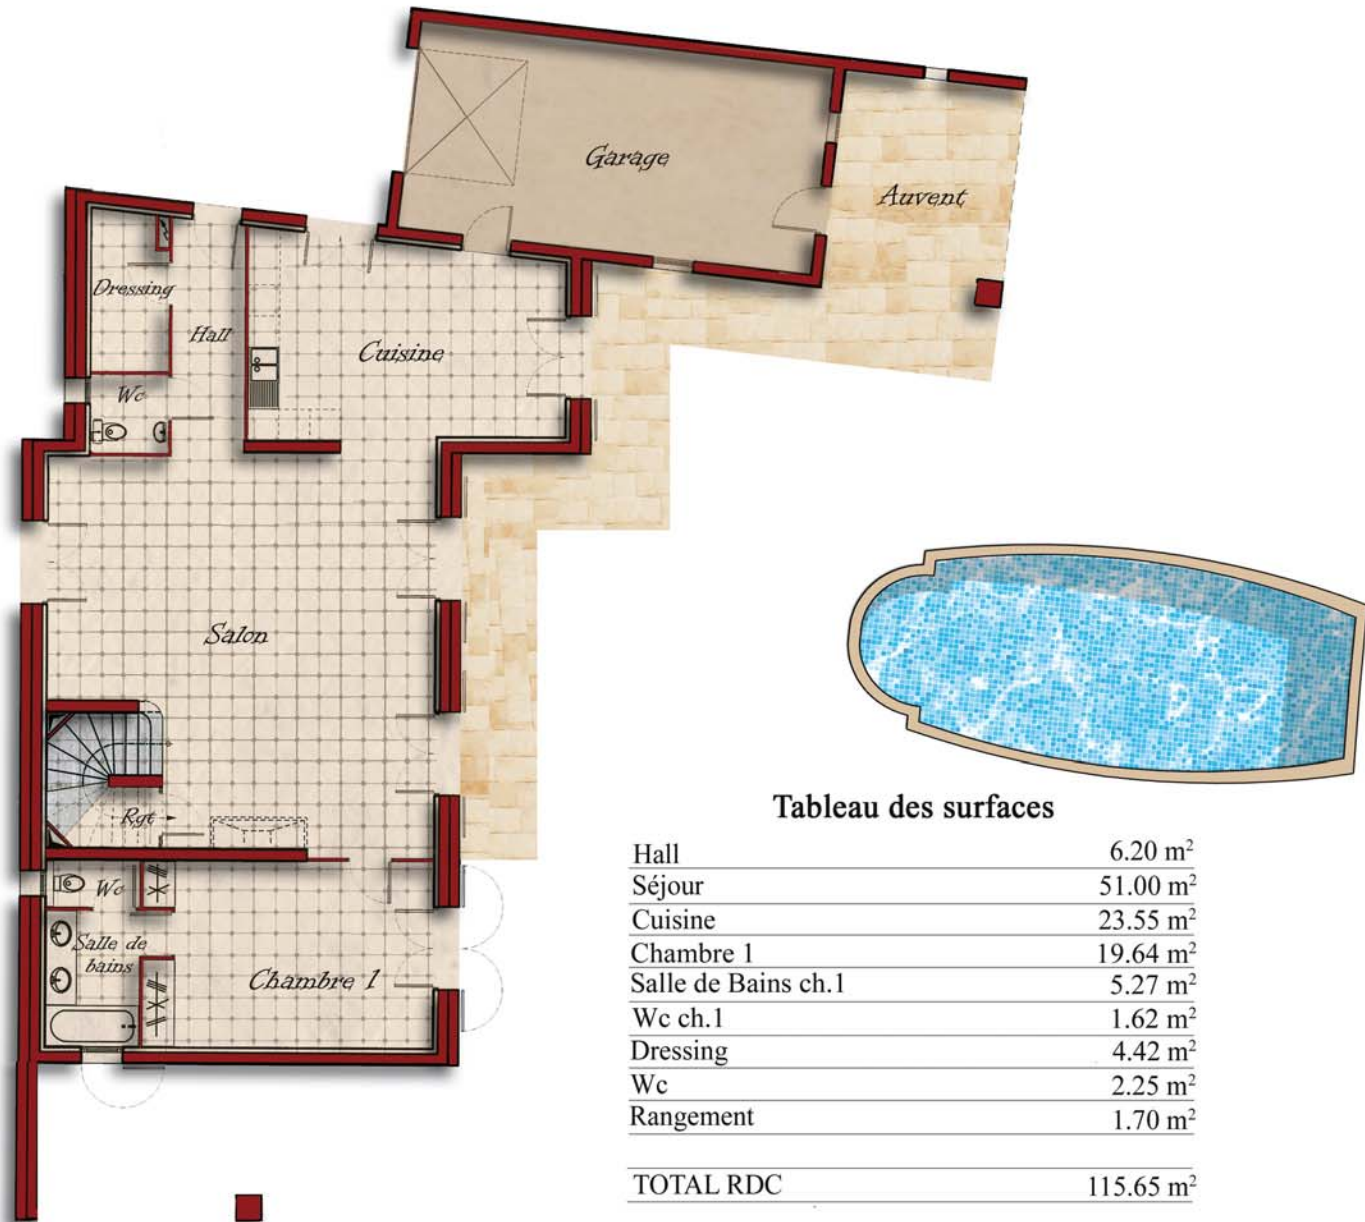 Garage
Auvent
Dressing
Hall
Cuisine
Wc
Salon
Rgt
Wc
Salle de
bains
Chambre 1
Tableau des surfaces
Hall 6.20 m²
Séjour 51.00 m²
Cuisine 23.55 m²
Chambre 1 19.64 m²
Salle de Bains ch.1 5.27 m²
Wc ch.1 1.62 m²
Dressing 4.42 m²
Wc 2.25 m²
Rangement 1.70 m²
TOTAL RDC 115.65 m²